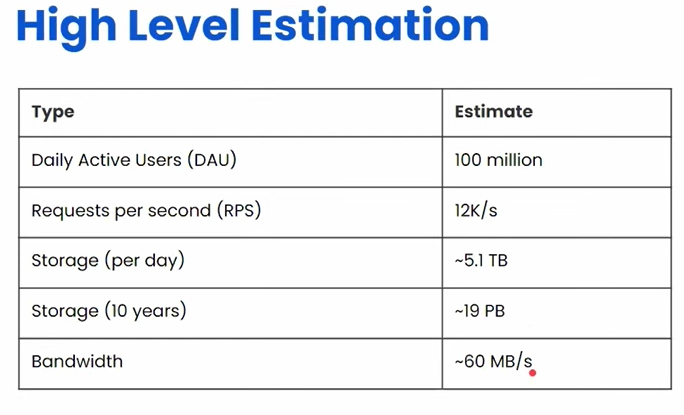 High Level Estimation
Type Estimate
Daily Active Users (DAU) 100 million
Requests per second (RPS) 12K/s
Storage (per day) ~5.1 TB
Storage (10 years) ~19 PB
Bandwidth ~60 MB/s